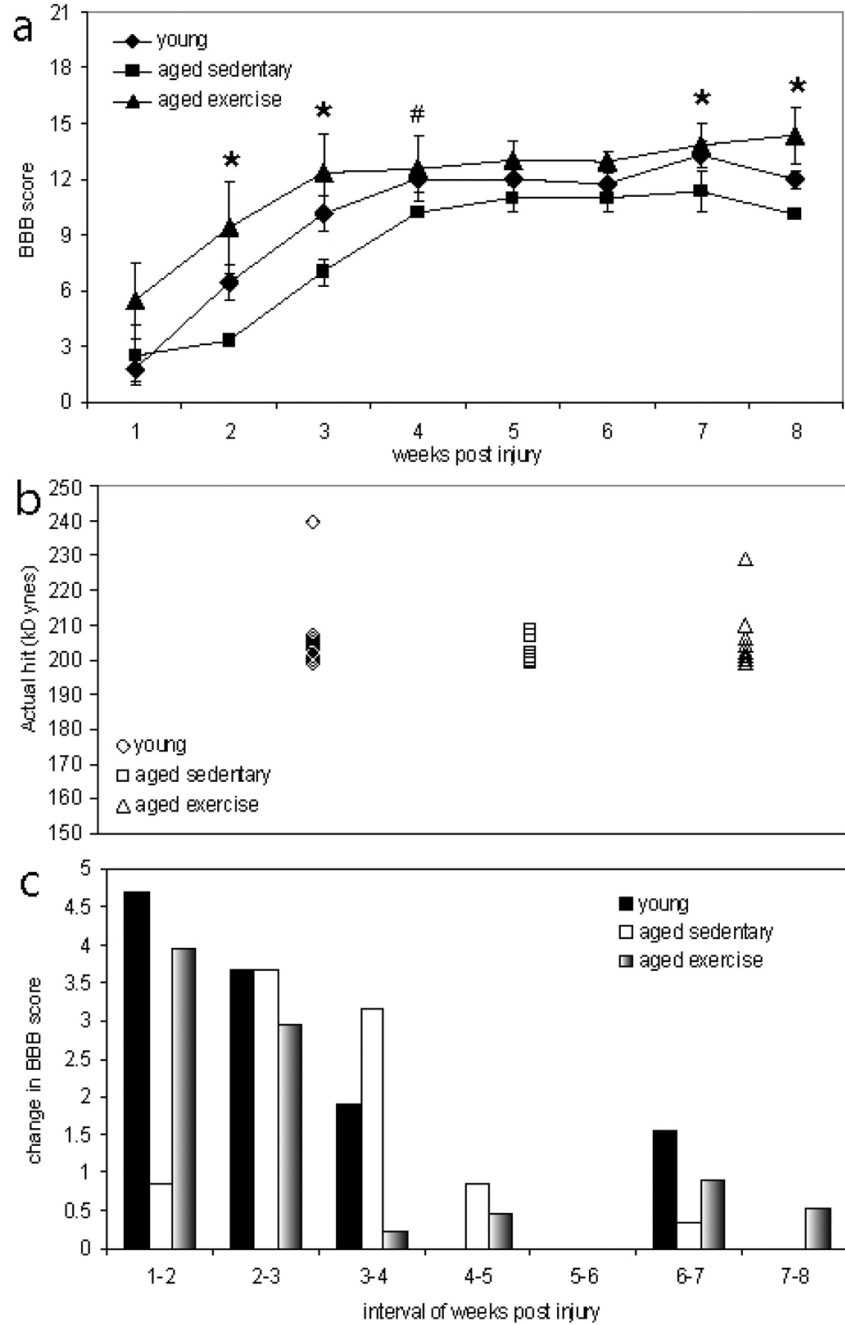 a
21
18
15
12
9
6
3
0
BBB score
young
aged sedentary
aged exercise
★ ★ # ★ ★
1 2 3 4 5 6 7 8
weeks post injury
b
250
240
230
220
210
200
190
180
170
160
150
Actual hit (kD ynes)
young
aged sedentary
aged exercise
c
5
4.5
4
3.5
3
2.5
2
1.5
1
0.5
0
change in BBB score
young
aged sedentary
aged exercise
1-2 2-3 3-4 4-5 5-6 6-7 7-8
interval of weeks post injury